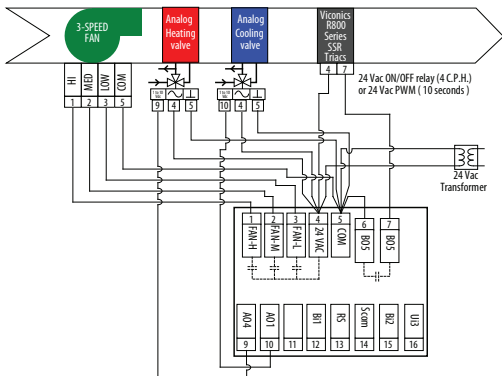 3-SPEED
FAN
Analog
Heating
valve
Analog
Cooling
valve
Viconics
R800
Series
SSR
Triacs
4 7
24 Vac ON/OFF relay (4 C.P.H.)
or 24 Vac PWM ( 10 seconds )
HI MED LOW COM
1 2 3 5
9 4 5
10 4 5
24 Vac
Transformer
1 2 3 4 5 6 7
FAN-H FAN-M FAN-L 24 VAC COM BO5 BO5
AO4 AO1 Bi1 RS Scom Bi2 Ui3
9 10 11 12 13 14 15 16